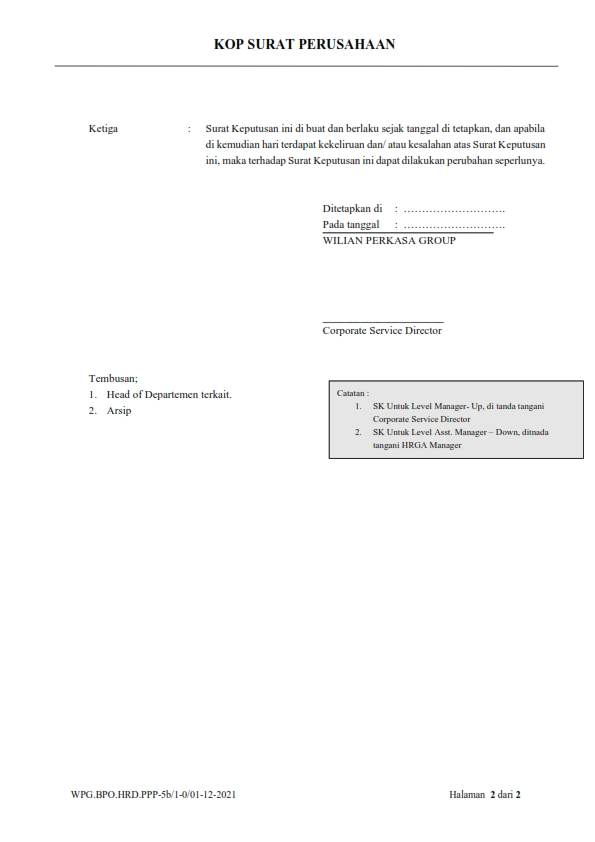 KOP SURAT PERUSAHAAN
Ketiga : Surat Keputusan ini di buat dan berlaku sejak tanggal di tetapkan, dan apabila
di kemudian hari terdapat kekeliruan dan/ atau kesalahan atas Surat Keputusan
ini, maka terhadap Surat Keputusan ini dapat dilakukan perubahan seperlunya.
Ditetapkan di : ……………………….
Pada tanggal : ……………………….
WILIAN PERKASA GROUP
Corporate Service Director
Tembusan;
1. Head of Departemen terkait.
2. Arsip
Catatan :
1. SK Untuk Level Manager- Up, di tanda tangani
Corporate Service Director
2. SK Untuk Level Asst. Manager – Down, ditnada
tangani HRGA Manager
WPG.BPO.HRD.PPP-5b/1-0/01-12-2021 Halaman 2 dari 2